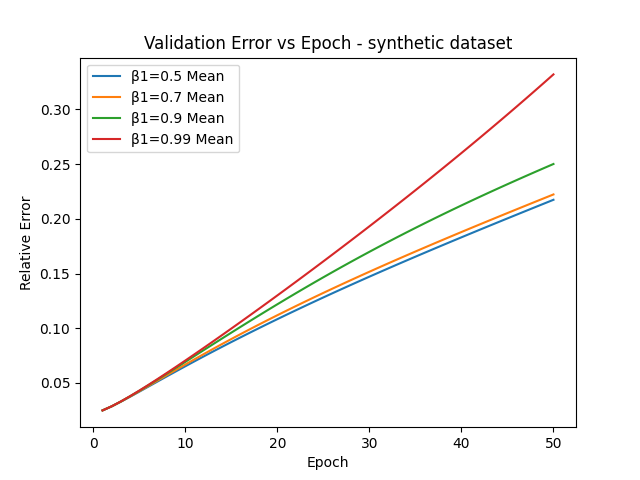 Validation Error vs Epoch - synthetic dataset
β1=0.5 Mean
β1=0.7 Mean
β1=0.9 Mean
β1=0.99 Mean
Relative Error
0.30
0.25
0.20
0.15
0.10
0.05
0 10 20 30 40 50
Epoch